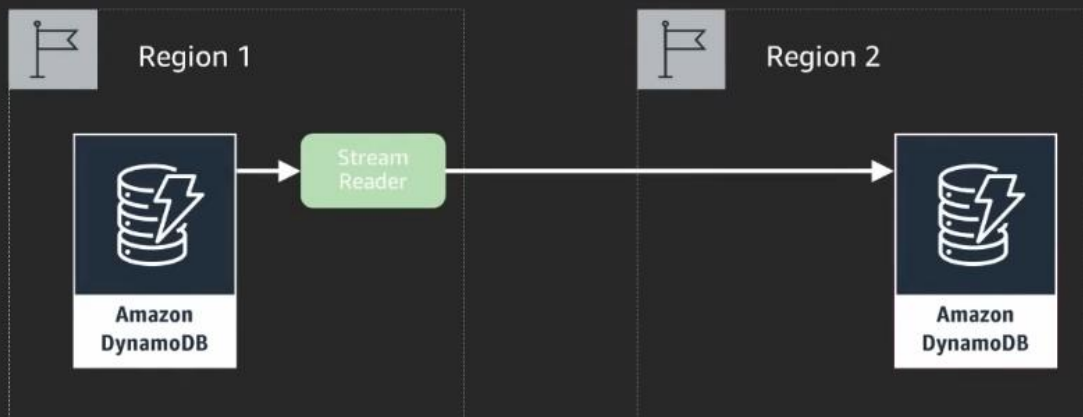 Region 1
Region 2
Stream
Reader
Amazon
DynamoDB
Amazon
DynamoDB